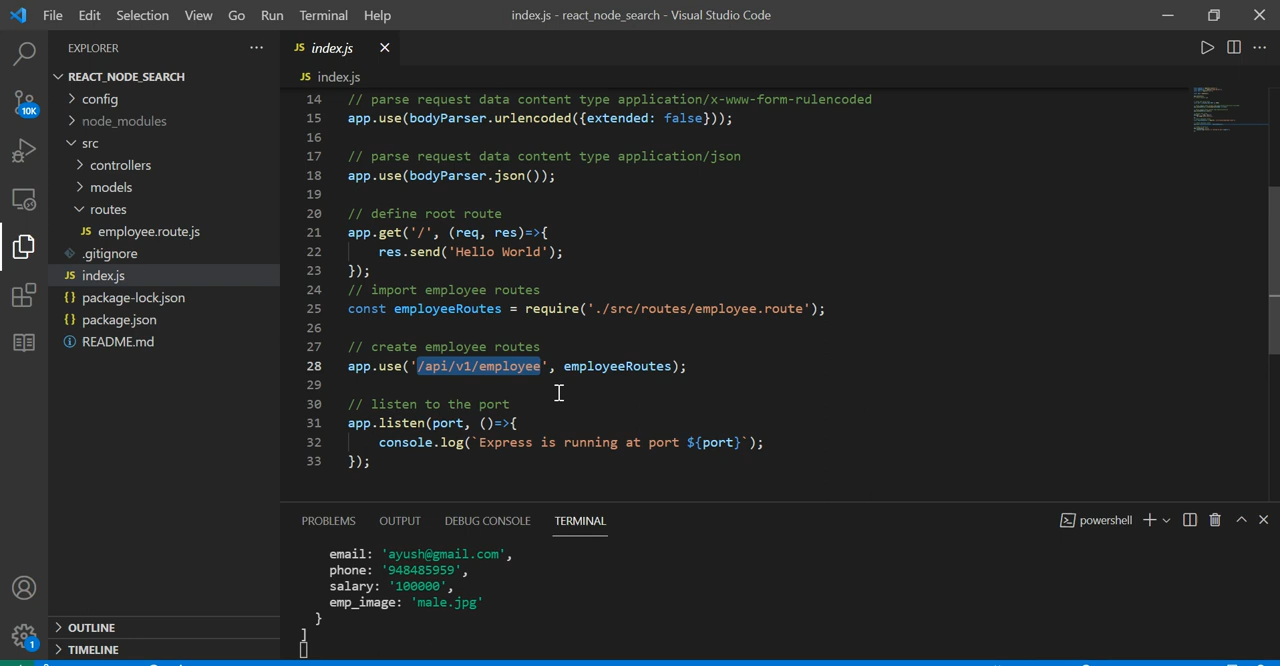 File Edit Selection View Go Run Terminal Help
index.js - react_node_search - Visual Studio Code
EXPLORER
REACT_NODE_SEARCH
config
node_modules
src
controllers
models
routes
JS employee.route.js
.gitignore
JS index.js
{} package-lock.json
{} package.json
README.md
OUTLINE
TIMELINE
10K
1
JS index.js
JS index.js
14 // parse request data content type application/x-www-form-rulencoded
15 app.use(bodyParser.urlencoded({extended: false}));
16
17 // parse request data content type application/json
18 app.use(bodyParser.json());
19
20 // define root route
21 app.get('/', (req, res)=>{
22 res.send('Hello World');
23 });
24 // import employee routes
25 const employeeRoutes = require('./src/routes/employee.route');
26
27 // create employee routes
28 app.use('/api/v1/employee', employeeRoutes);
29
30 // listen to the port
31 app.listen(port, ()=>{
32 console.log(`Express is running at port ${port}`);
33 });
PROBLEMS OUTPUT DEBUG CONSOLE TERMINAL
powershell
email: 'ayush@gmail.com',
phone: '948485959',
salary: '100000',
emp_image: 'male.jpg'
}
]